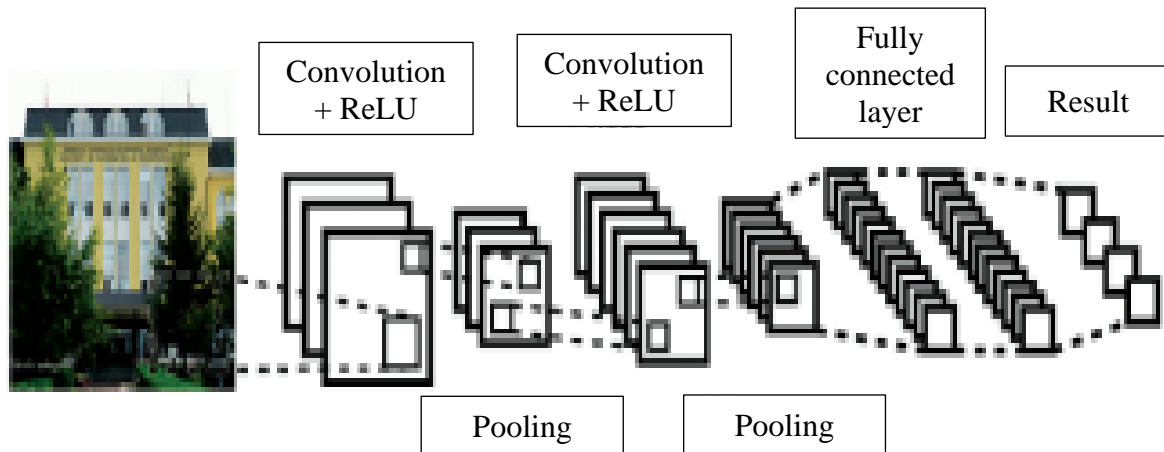 Convolution
+ ReLU
Convolution
+ ReLU
Fully
connected
layer
Result
Pooling
Pooling